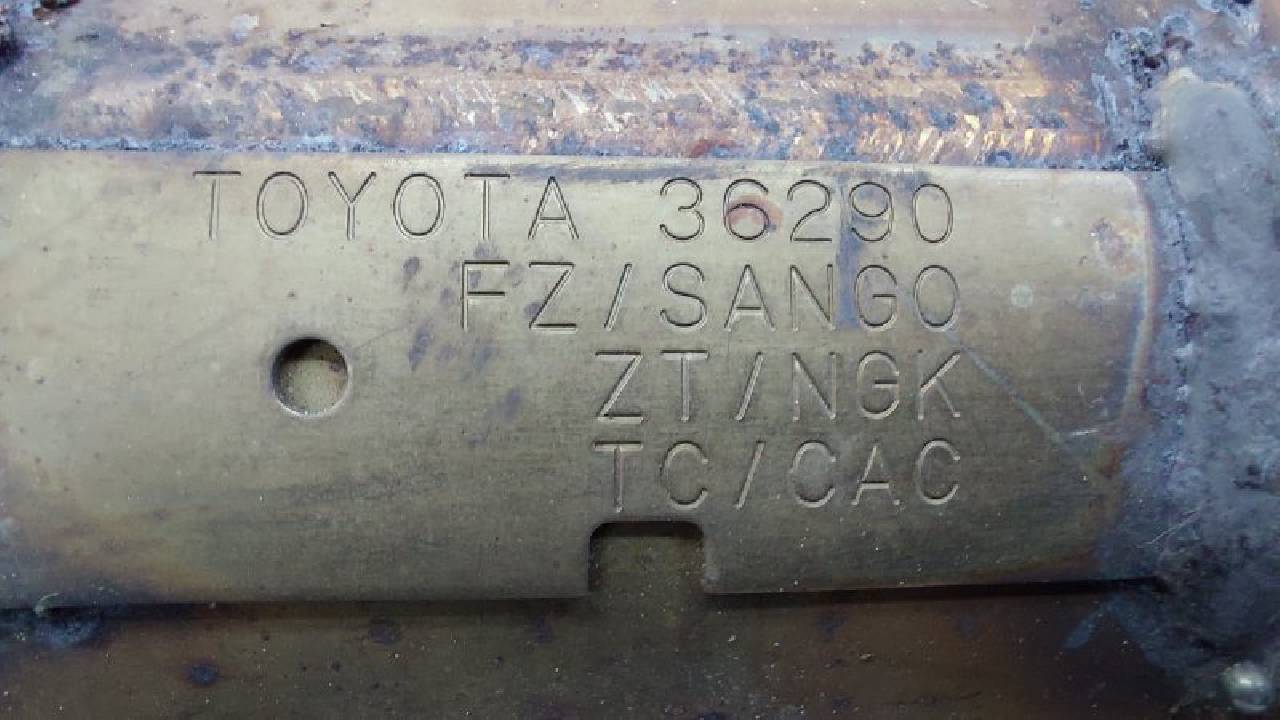 TOYOTA 36290
FZ/SANGO
ZT/NGK
TC/CAC